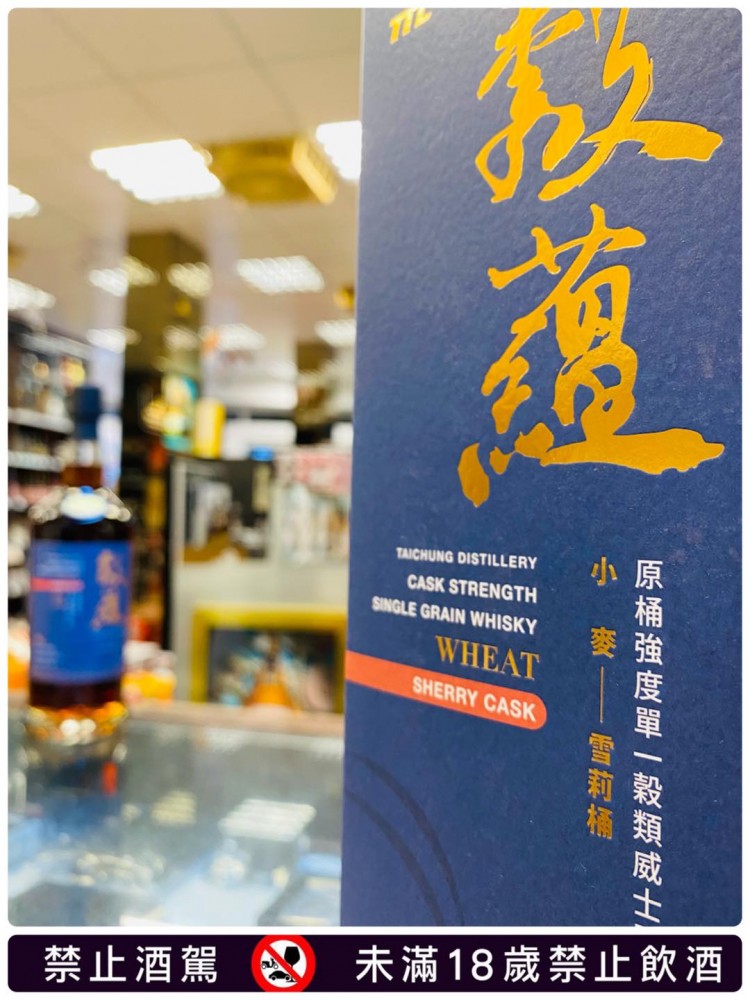 TTL
穀蘊
TAICHUNG DISTILLERY
CASK STRENGTH
SINGLE GRAIN WHISKY
WHEAT
SHERRY CASK
原桶強度單一穀類威士
小麥—雪莉桶
禁止酒駕 未滿18歲禁止飲酒